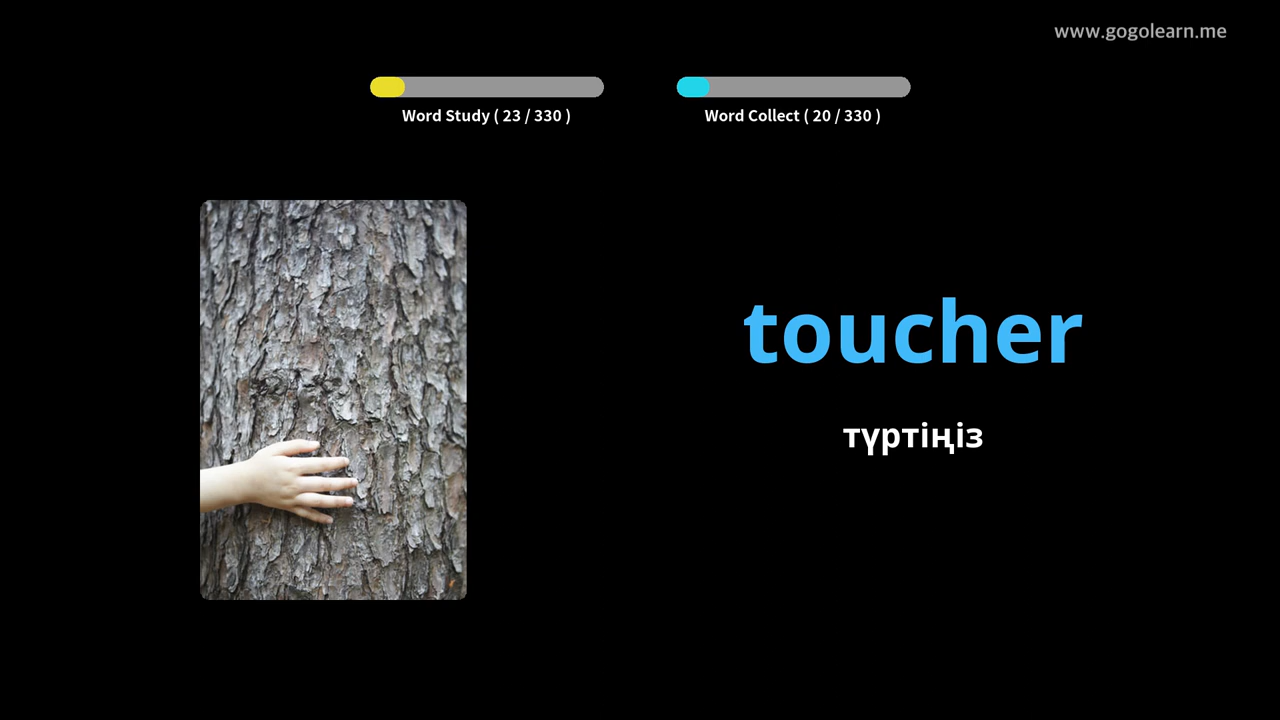 www.gogolearn.me
Word Study ( 23 / 330 )
Word Collect ( 20 / 330 )
toucher
түртіңіз